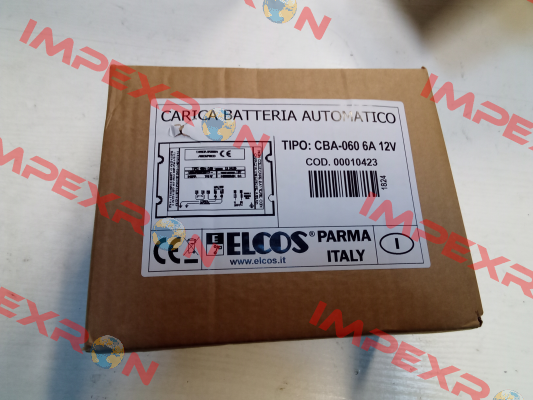 CARICA BATTERIA AUTOMATICO
TIPO: CBA-060 6A 12V
COD. 00010423
1824
CE
ELCOS® PARMA
ITALY
www.elcos.it
I
IMPEXRON
IMPEXRON
IMPEXRON
IMPEXRON